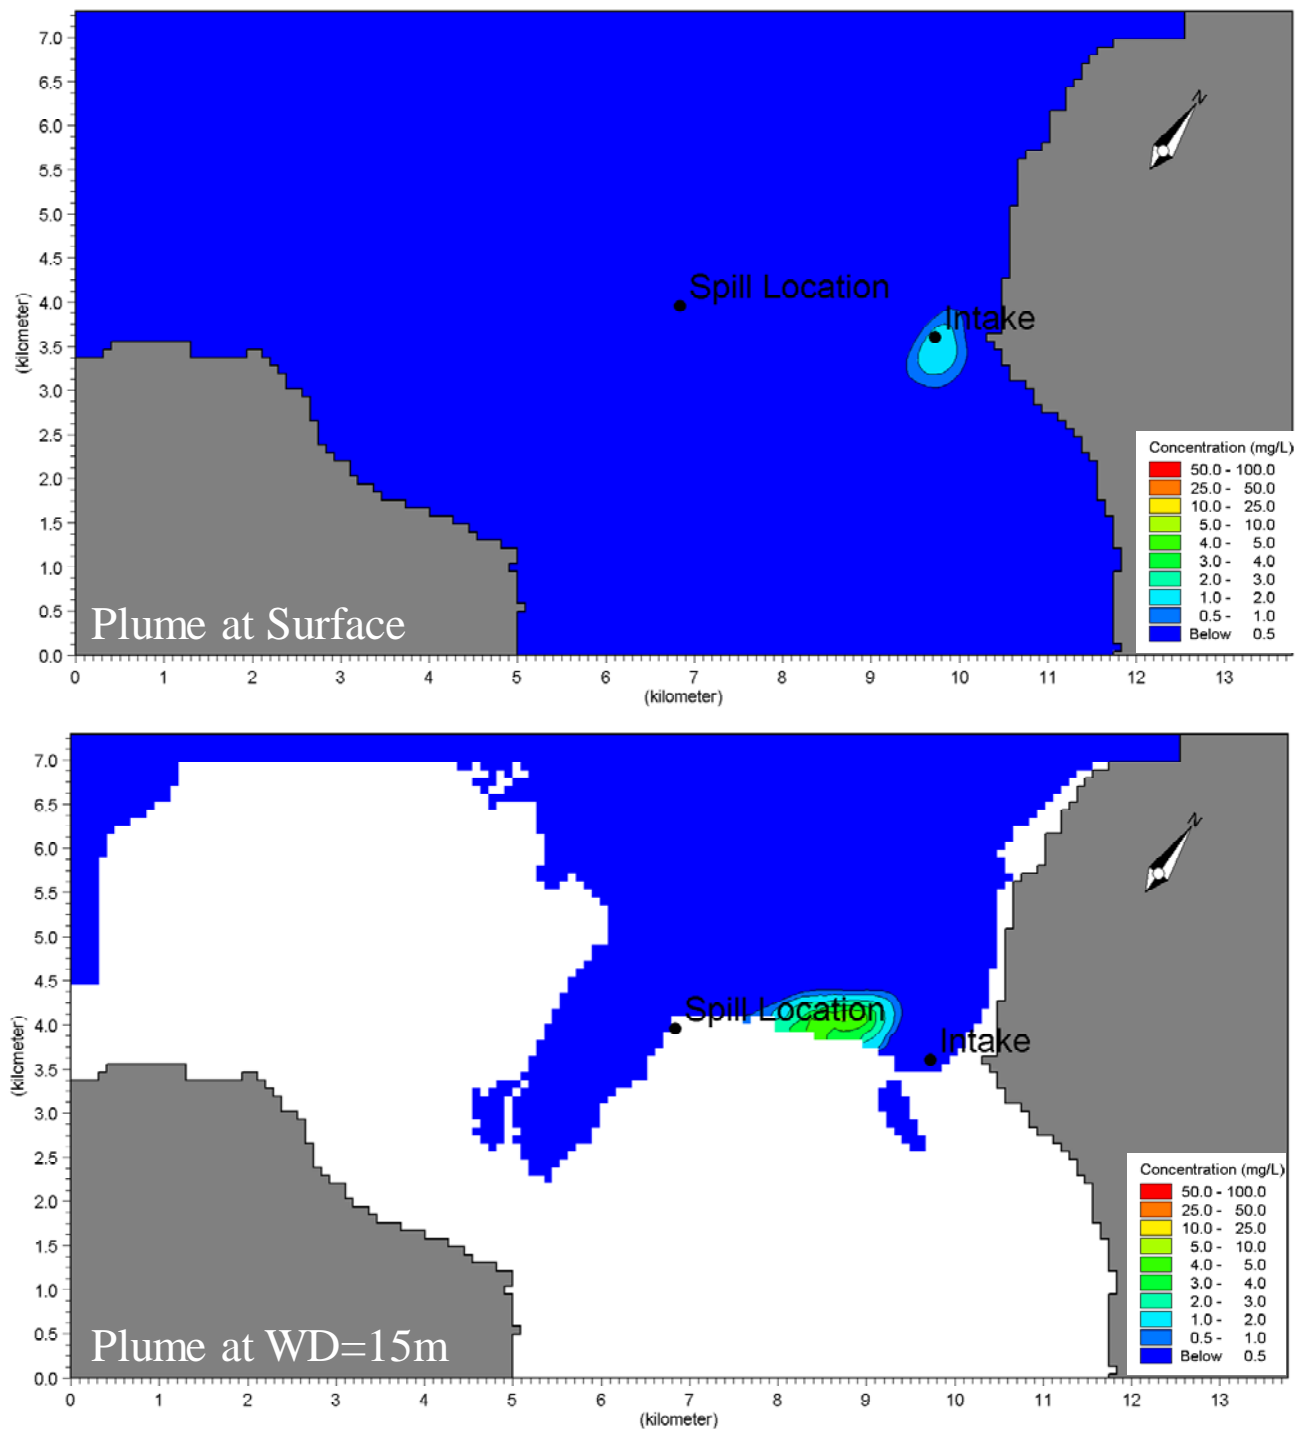 7.0
6.5
6.0
5.5
5.0
4.5
4.0
3.5
3.0
2.5
2.0
1.5
1.0
0.5
0.0
(kilometer)
N
Spill Location
Intake
Concentration (mg/L)
50.0 - 100.0
25.0 - 50.0
10.0 - 25.0
5.0 - 10.0
4.0 - 5.0
3.0 - 4.0
2.0 - 3.0
1.0 - 2.0
0.5 - 1.0
Below 0.5
Plume at Surface
0 1 2 3 4 5 6 7 8 9 10 11 12 13
(kilometer)
7.0
6.5
6.0
5.5
5.0
4.5
4.0
3.5
3.0
2.5
2.0
1.5
1.0
0.5
0.0
(kilometer)
N
Spill Location
Intake
Concentration (mg/L)
50.0 - 100.0
25.0 - 50.0
10.0 - 25.0
5.0 - 10.0
4.0 - 5.0
3.0 - 4.0
2.0 - 3.0
1.0 - 2.0
0.5 - 1.0
Below 0.5
Plume at WD=15m
0 1 2 3 4 5 6 7 8 9 10 11 12 13
(kilometer)